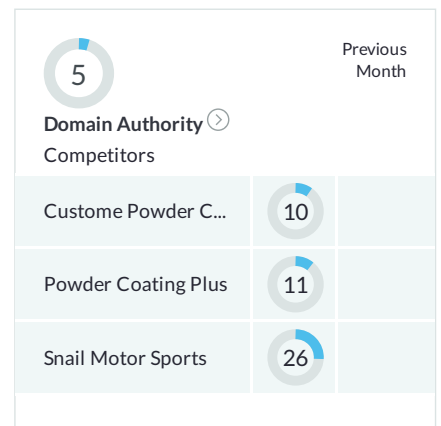 5
Previous
Month
Domain Authority
Competitors
Custome Powder C...
10
Powder Coating Plus
11
Snail Motor Sports
26